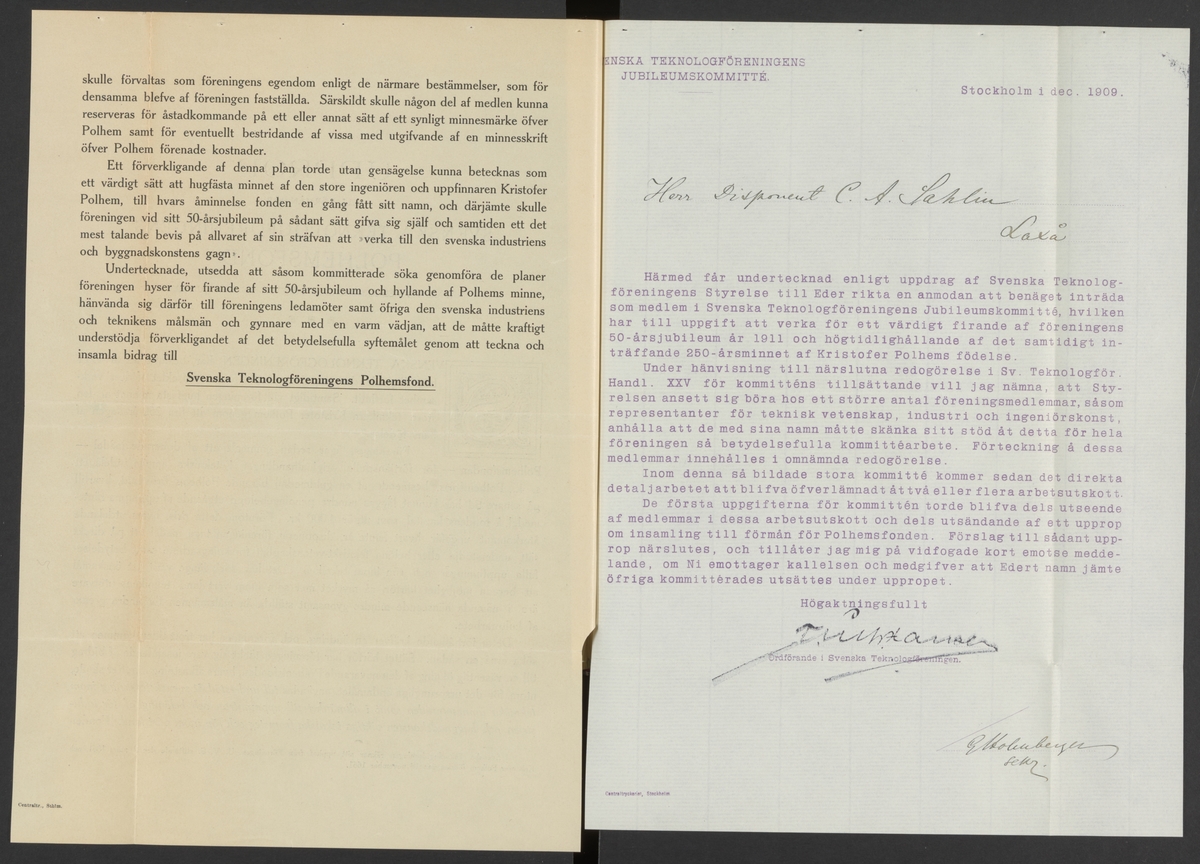 skulle förvaltas som föreningens egendom enligt de närmare bestämmelser, som för
densamma blefve af föreningen fastställda. Särskildt skulle någon del af medlen kunna
reserveras för åstadkommande på ett eller annat sätt af ett synligt minnesmärke öfver
Polhem samt för eventuellt bestridande af vissa med utgifvande af en minnesskrift
öfver Polhem förenade kostnader.
Ett förverkligande af denna plan torde utan gensägelse kunna betecknas som
ett värdigt sätt att hugfästa minnet af den store ingeniören och uppfinnaren Kristofer
Polhem, till hvars åminnelse fonden en gång fått sitt namn, och därjämte skulle
föreningen vid sitt 50-årsjubileum på sådant sätt gifva sig själf och samtiden ett det
mest talande bevis på allvaret af sin sträfvan att »verka till den svenska industriens
och byggnadskonstens gagn».
Undertecknade, utsedda att såsom kommitterade söka genomföra de planer
föreningen hyser för firande af sitt 50-årsjubileum och hyllande af Polhems minne,
hänvända sig därför till föreningens ledamöter samt öfriga den svenska industriens
och teknikens målsmän och gynnare med en varm vädjan, att de måtte kraftigt
understödja förverkligandet af det betydelsefulla syftemålet genom att teckna och
insamla bidrag till
Svenska Teknologföreningens Polhemsfond.
Centraltr., Sthlm.
ENSKA TEKNOLOGFÖRENINGENS
JUBILEUMSKOMMITTÉ.
Stockholm i dec. 1909.
Herr Disponent C. A. Sahlin
Laxå
Härmed får undertecknad enligt uppdrag af Svenska Teknolog-
föreningens Styrelse till Eder rikta en anmodan att benäget inträda
som medlem i Svenska Teknologföreningens Jubileumskommitté, hvilken
har till uppgift att verka för ett värdigt firande af föreningens
50-årsjubileum år 1911 och högtidlighållande af det samtidigt in-
träffande 250-årsminnet af Kristofer Polhems födelse.
Under hänvisning till närslutna redogörelse i Sv. Teknologför.
Handl. XXV för kommitténs tillsättande vill jag nämna, att Sty-
relsen ansett sig böra hos ett större antal föreningsmedlemmar, såsom
representanter för teknisk vetenskap, industri och ingeniörskonst,
anhålla att de med sina namn måtte skänka sitt stöd åt detta för hela
föreningen så betydelsefulla kommittéarbete. Förteckning å dessa
medlemmar innehålles i omnämnda redogörelse.
Inom denna så bildade stora kommitté kommer sedan det direkta
detaljarbetet att blifva öfverlämnadt åt två eller flera arbetsutskott.
De första uppgifterna för kommittén torde blifva dels utseende
af medlemmar i dessa arbetsutskott och dels utsändande af ett upprop
om insamling till förmån för Polhemsfonden. Förslag till sådant upp-
rop närslutes, och tillåter jag mig på vidfogade kort emotse medde-
lande, om Ni emottager kallelsen och medgifver att Edert namn jämte
öfriga kommitterades utsättes under uppropet.
Högaktningsfullt
Ordförande i Svenska Teknologföreningen.
Holmberger
sekr.
Centraltryckeriet, Stockholm.